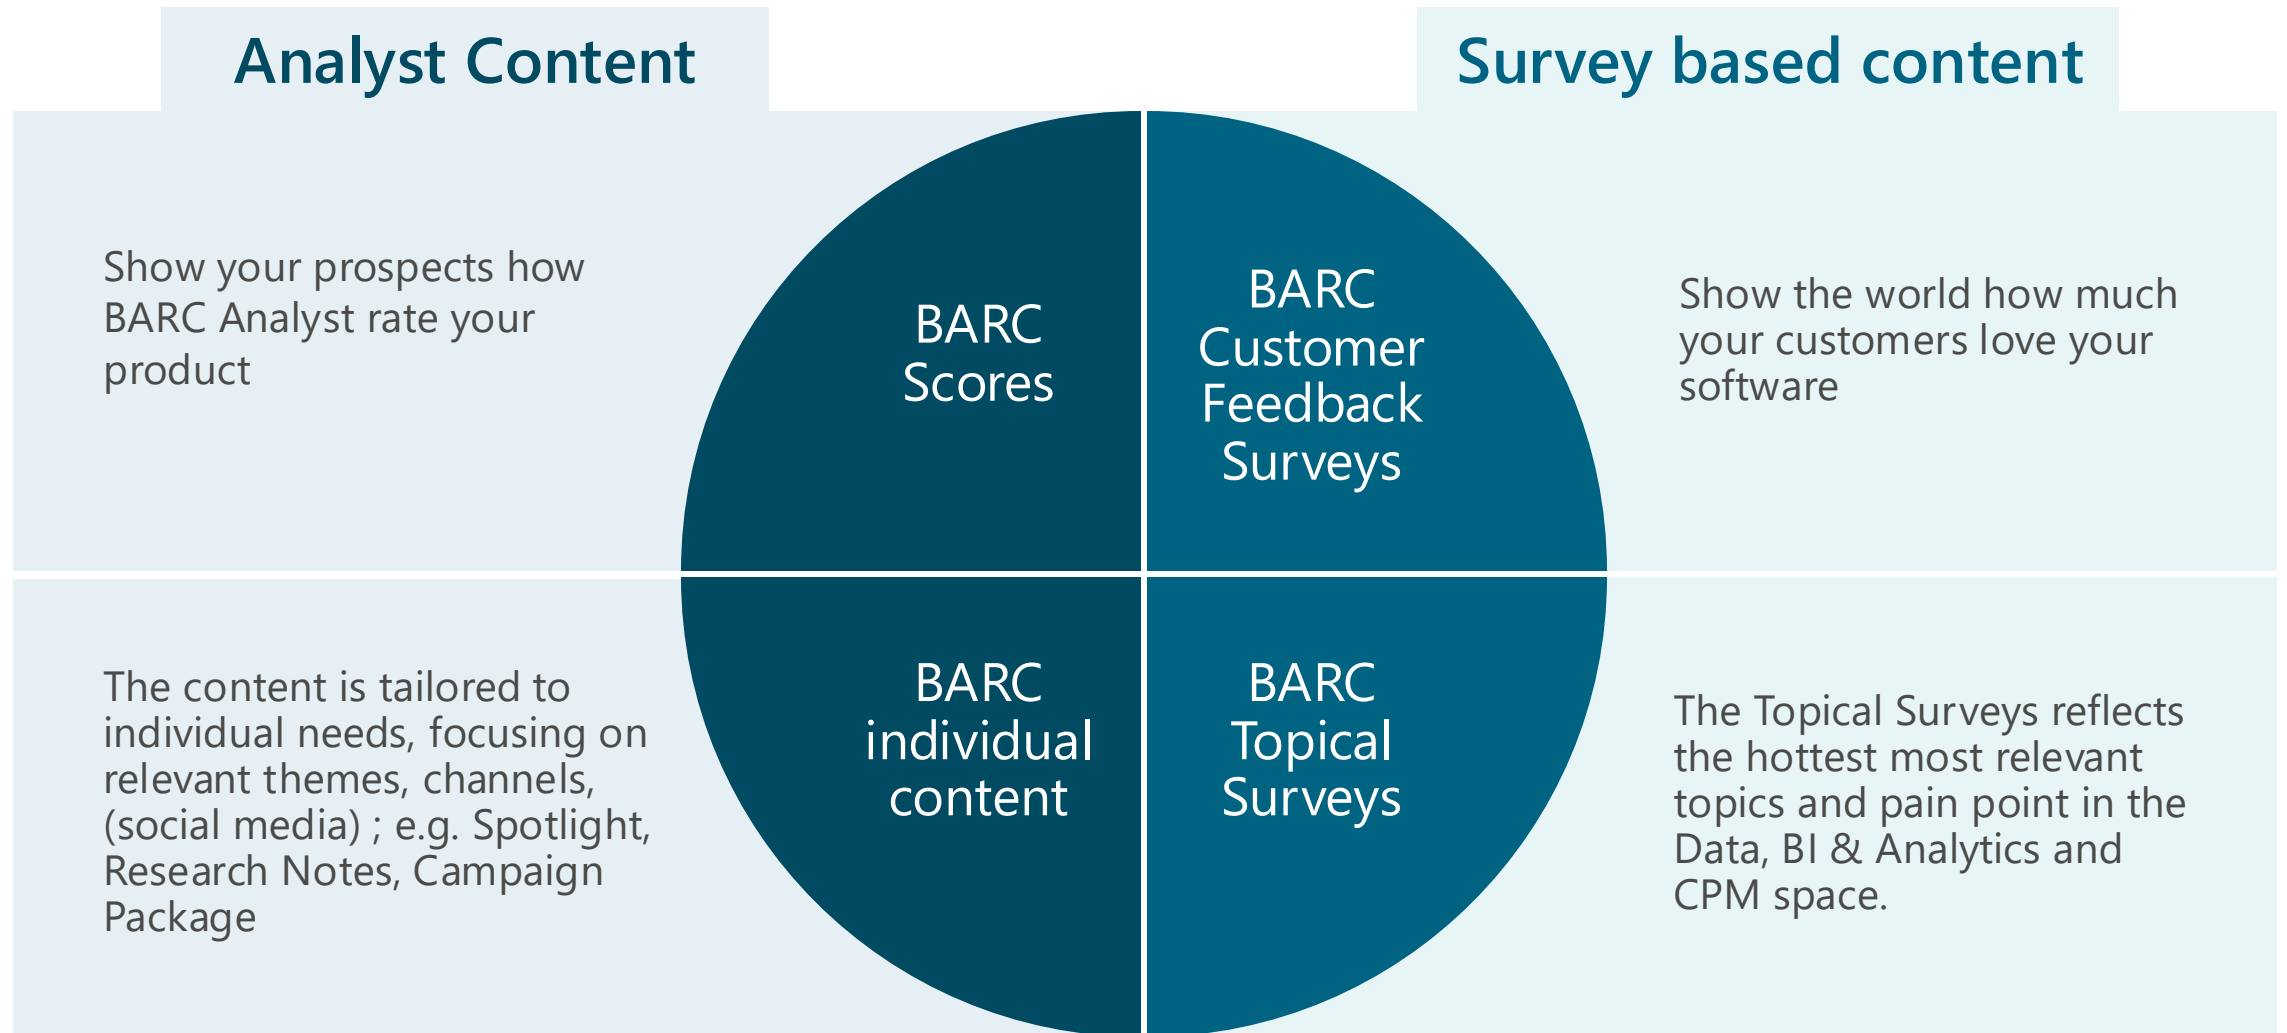 Analyst Content
Survey based content
Show your prospects how
BARC Analyst rate your
product
BARC
Scores
BARC
Customer
Feedback
Surveys
Show the world how much
your customers love your
software
The content is tailored to
individual needs, focusing on
relevant themes, channels,
(social media) ; e.g. Spotlight,
Research Notes, Campaign
Package
BARC
individual
content
BARC
Topical
Surveys
The Topical Surveys reflects
the hottest most relevant
topics and pain point in the
Data, BI & Analytics and
CPM space.